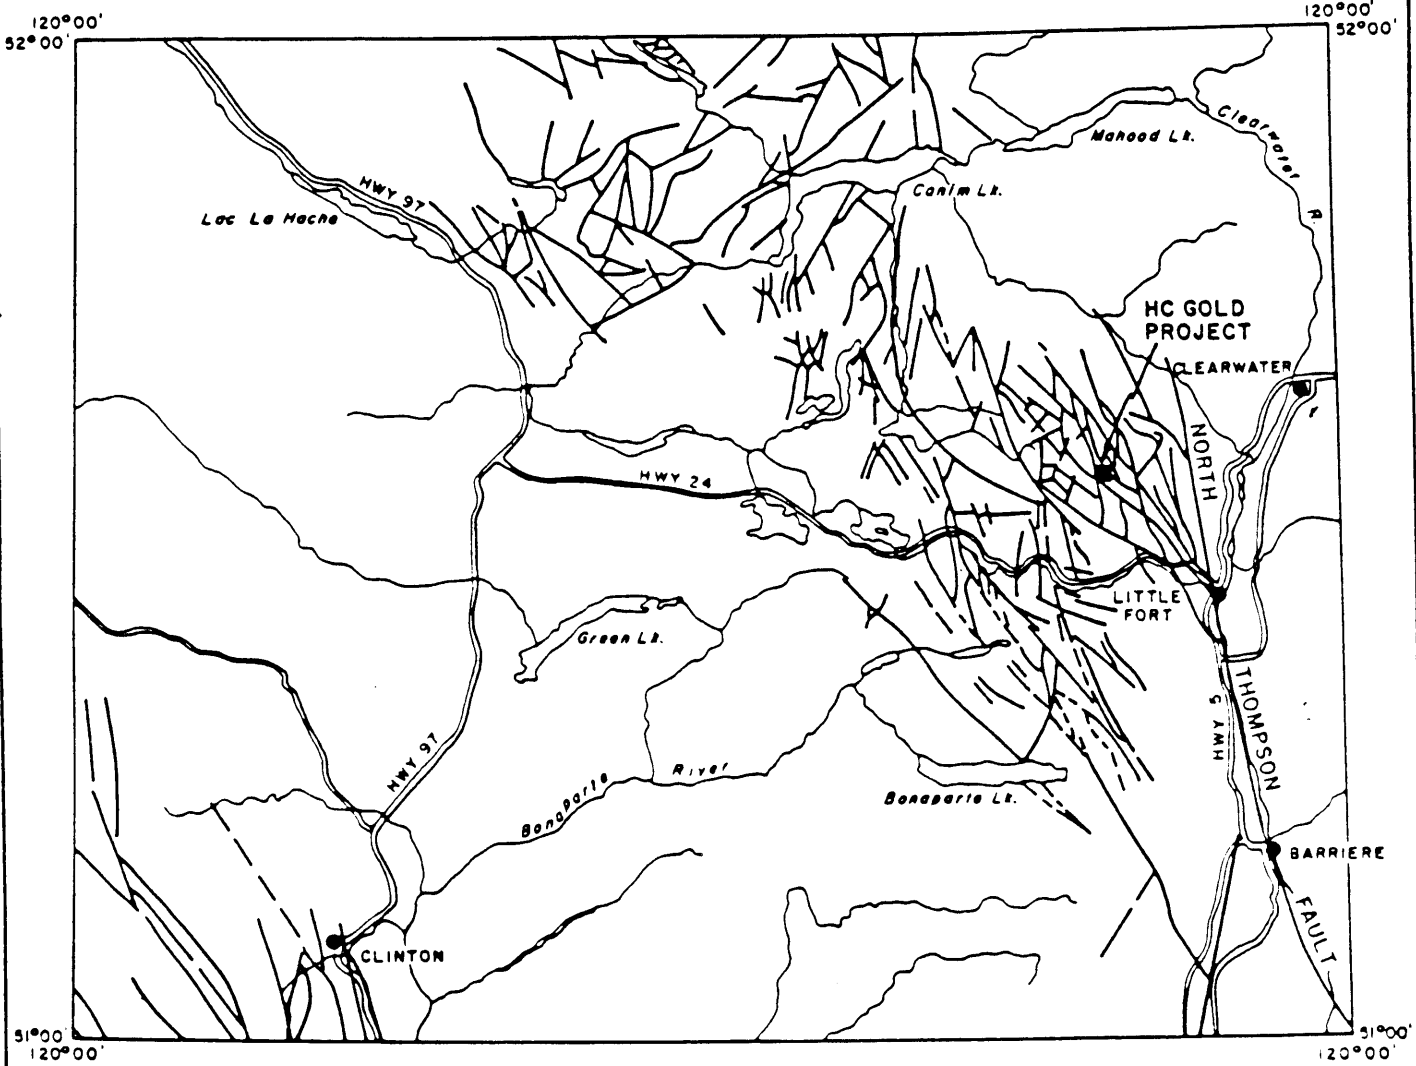 120°00'
120°00'
52°00'
52°00'
Clearwater R.
Mahood Lk.
HWY 97
Canim Lk.
Lac La Hache
HC GOLD
PROJECT
CLEARWATER
NORTH
HWY 24
LITTLE
FORT
Green Lk.
THOMPSON
HWY 5
HWY 97
Bonaparte River
Bonaparte Lk.
BARRIERE
FAULT
CLINTON
51°00'
51°00'
120°00'
120°00'